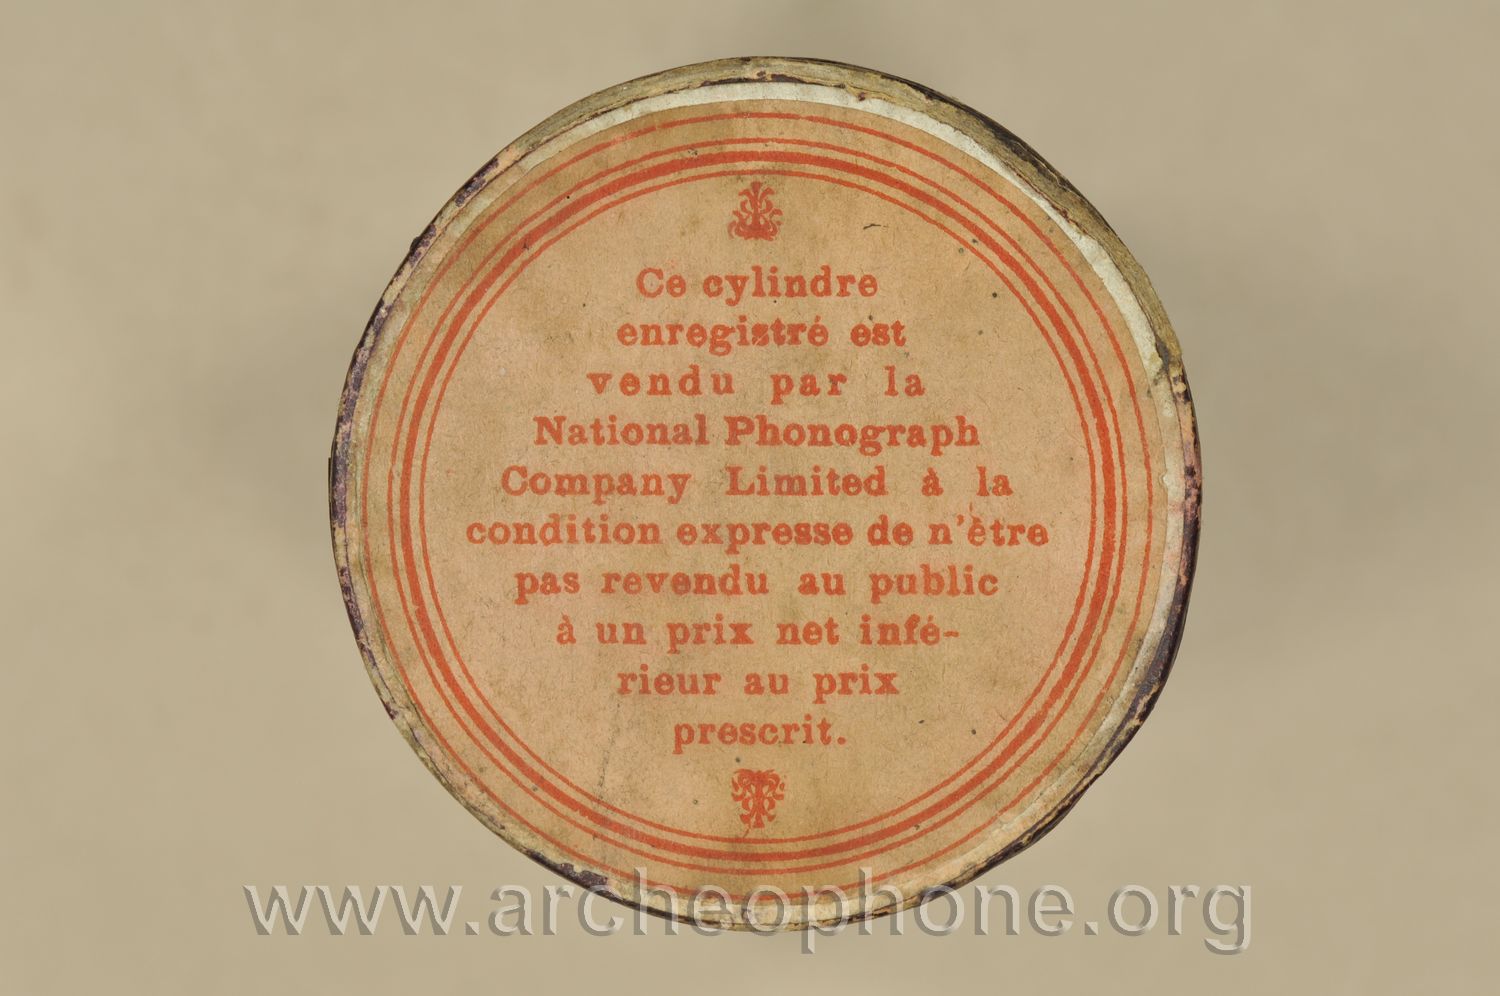 Ce cylindre
enregistré est
vendu par la
National Phonograph
Company Limited à la
condition expresse de n'être
pas revendu au public
à un prix net infé-
rieur au prix
prescrit.
www.archeophone.org